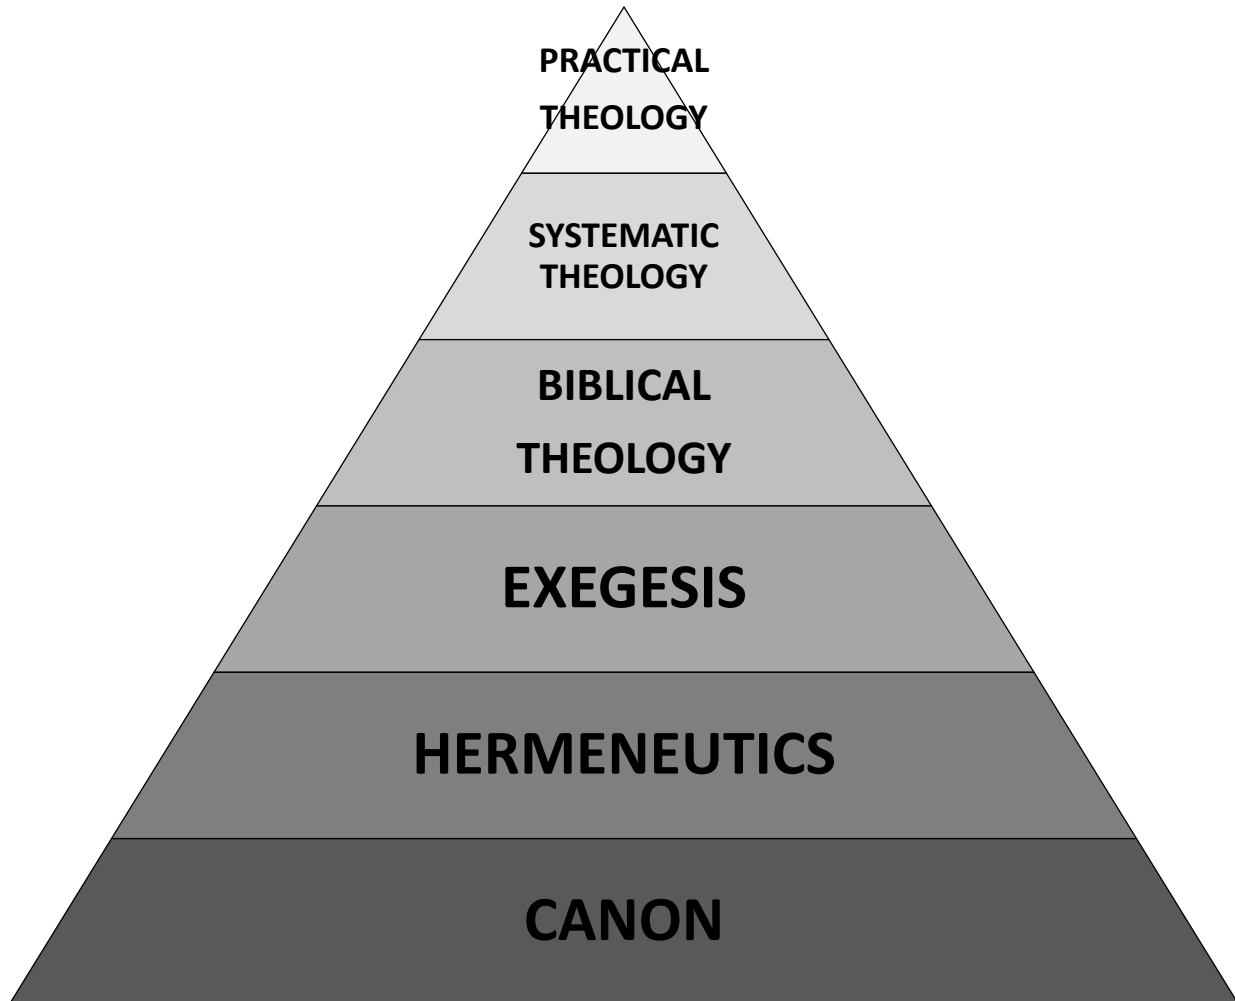 PRACTICAL
THEOLOGY
SYSTEMATIC
THEOLOGY
BIBLICAL
THEOLOGY
EXEGESIS
HERMENEUTICS
CANON